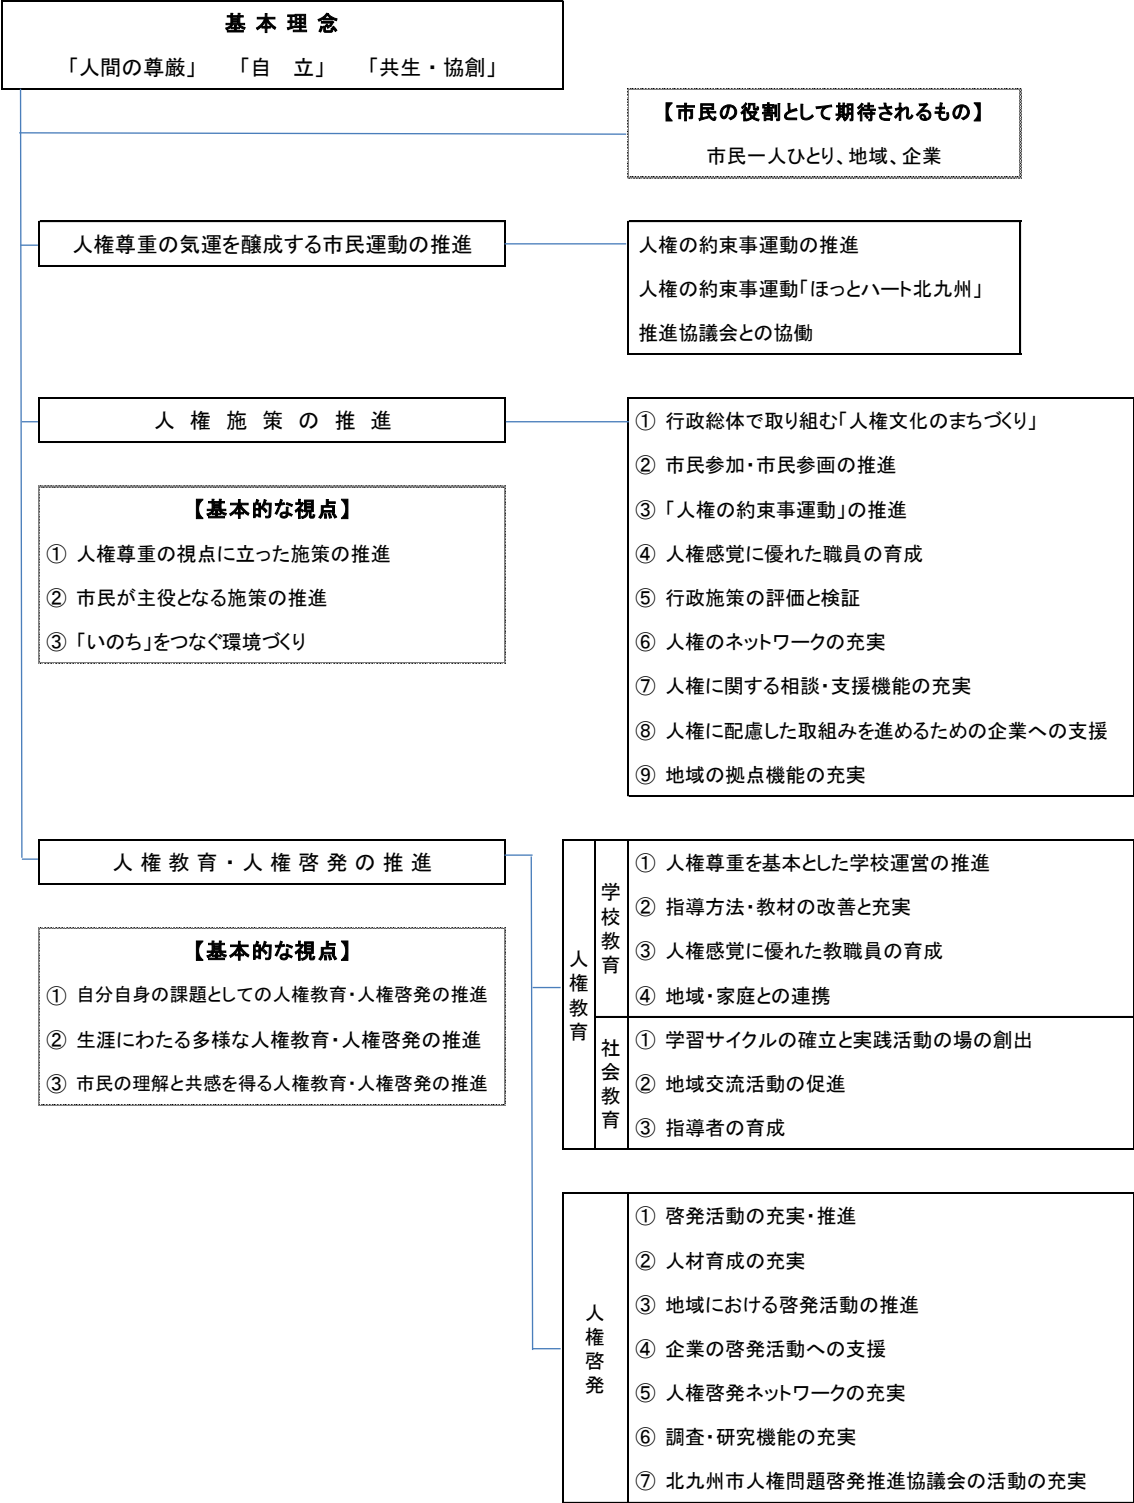 基本理念
「人間の尊厳」 「自 立」 「共生・協創」
【市民の役割として期待されるもの】
市民一人ひとり、地域、企業
人権尊重の気運を醸成する市民運動の推進
人権の約束事運動の推進
人権の約束事運動「ほっとハート北九州」
推進協議会との協働
人権施策の推進
【基本的な視点】
① 人権尊重の視点に立った施策の推進
② 市民が主役となる施策の推進
③ 「いのち」をつなぐ環境づくり
① 行政総体で取り組む「人権文化のまちづくり」
② 市民参加・市民参画の推進
③ 「人権の約束事運動」の推進
④ 人権感覚に優れた職員の育成
⑤ 行政施策の評価と検証
⑥ 人権のネットワークの充実
⑦ 人権に関する相談・支援機能の充実
⑧ 人権に配慮した取組みを進めるための企業への支援
⑨ 地域の拠点機能の充実
人権教育・人権啓発の推進
【基本的な視点】
① 自分自身の課題としての人権教育・人権啓発の推進
② 生涯にわたる多様な人権教育・人権啓発の推進
③ 市民の理解と共感を得る人権教育・人権啓発の推進
人権教育
学校教育
① 人権尊重を基本とした学校運営の推進
② 指導方法・教材の改善と充実
③ 人権感覚に優れた教職員の育成
④ 地域・家庭との連携
社会教育
① 学習サイクルの確立と実践活動の場の創出
② 地域交流活動の促進
③ 指導者の育成
人権啓発
① 啓発活動の充実・推進
② 人材育成の充実
③ 地域における啓発活動の推進
④ 企業の啓発活動への支援
⑤ 人権啓発ネットワークの充実
⑥ 調査・研究機能の充実
⑦ 北九州市人権問題啓発推進協議会の活動の充実